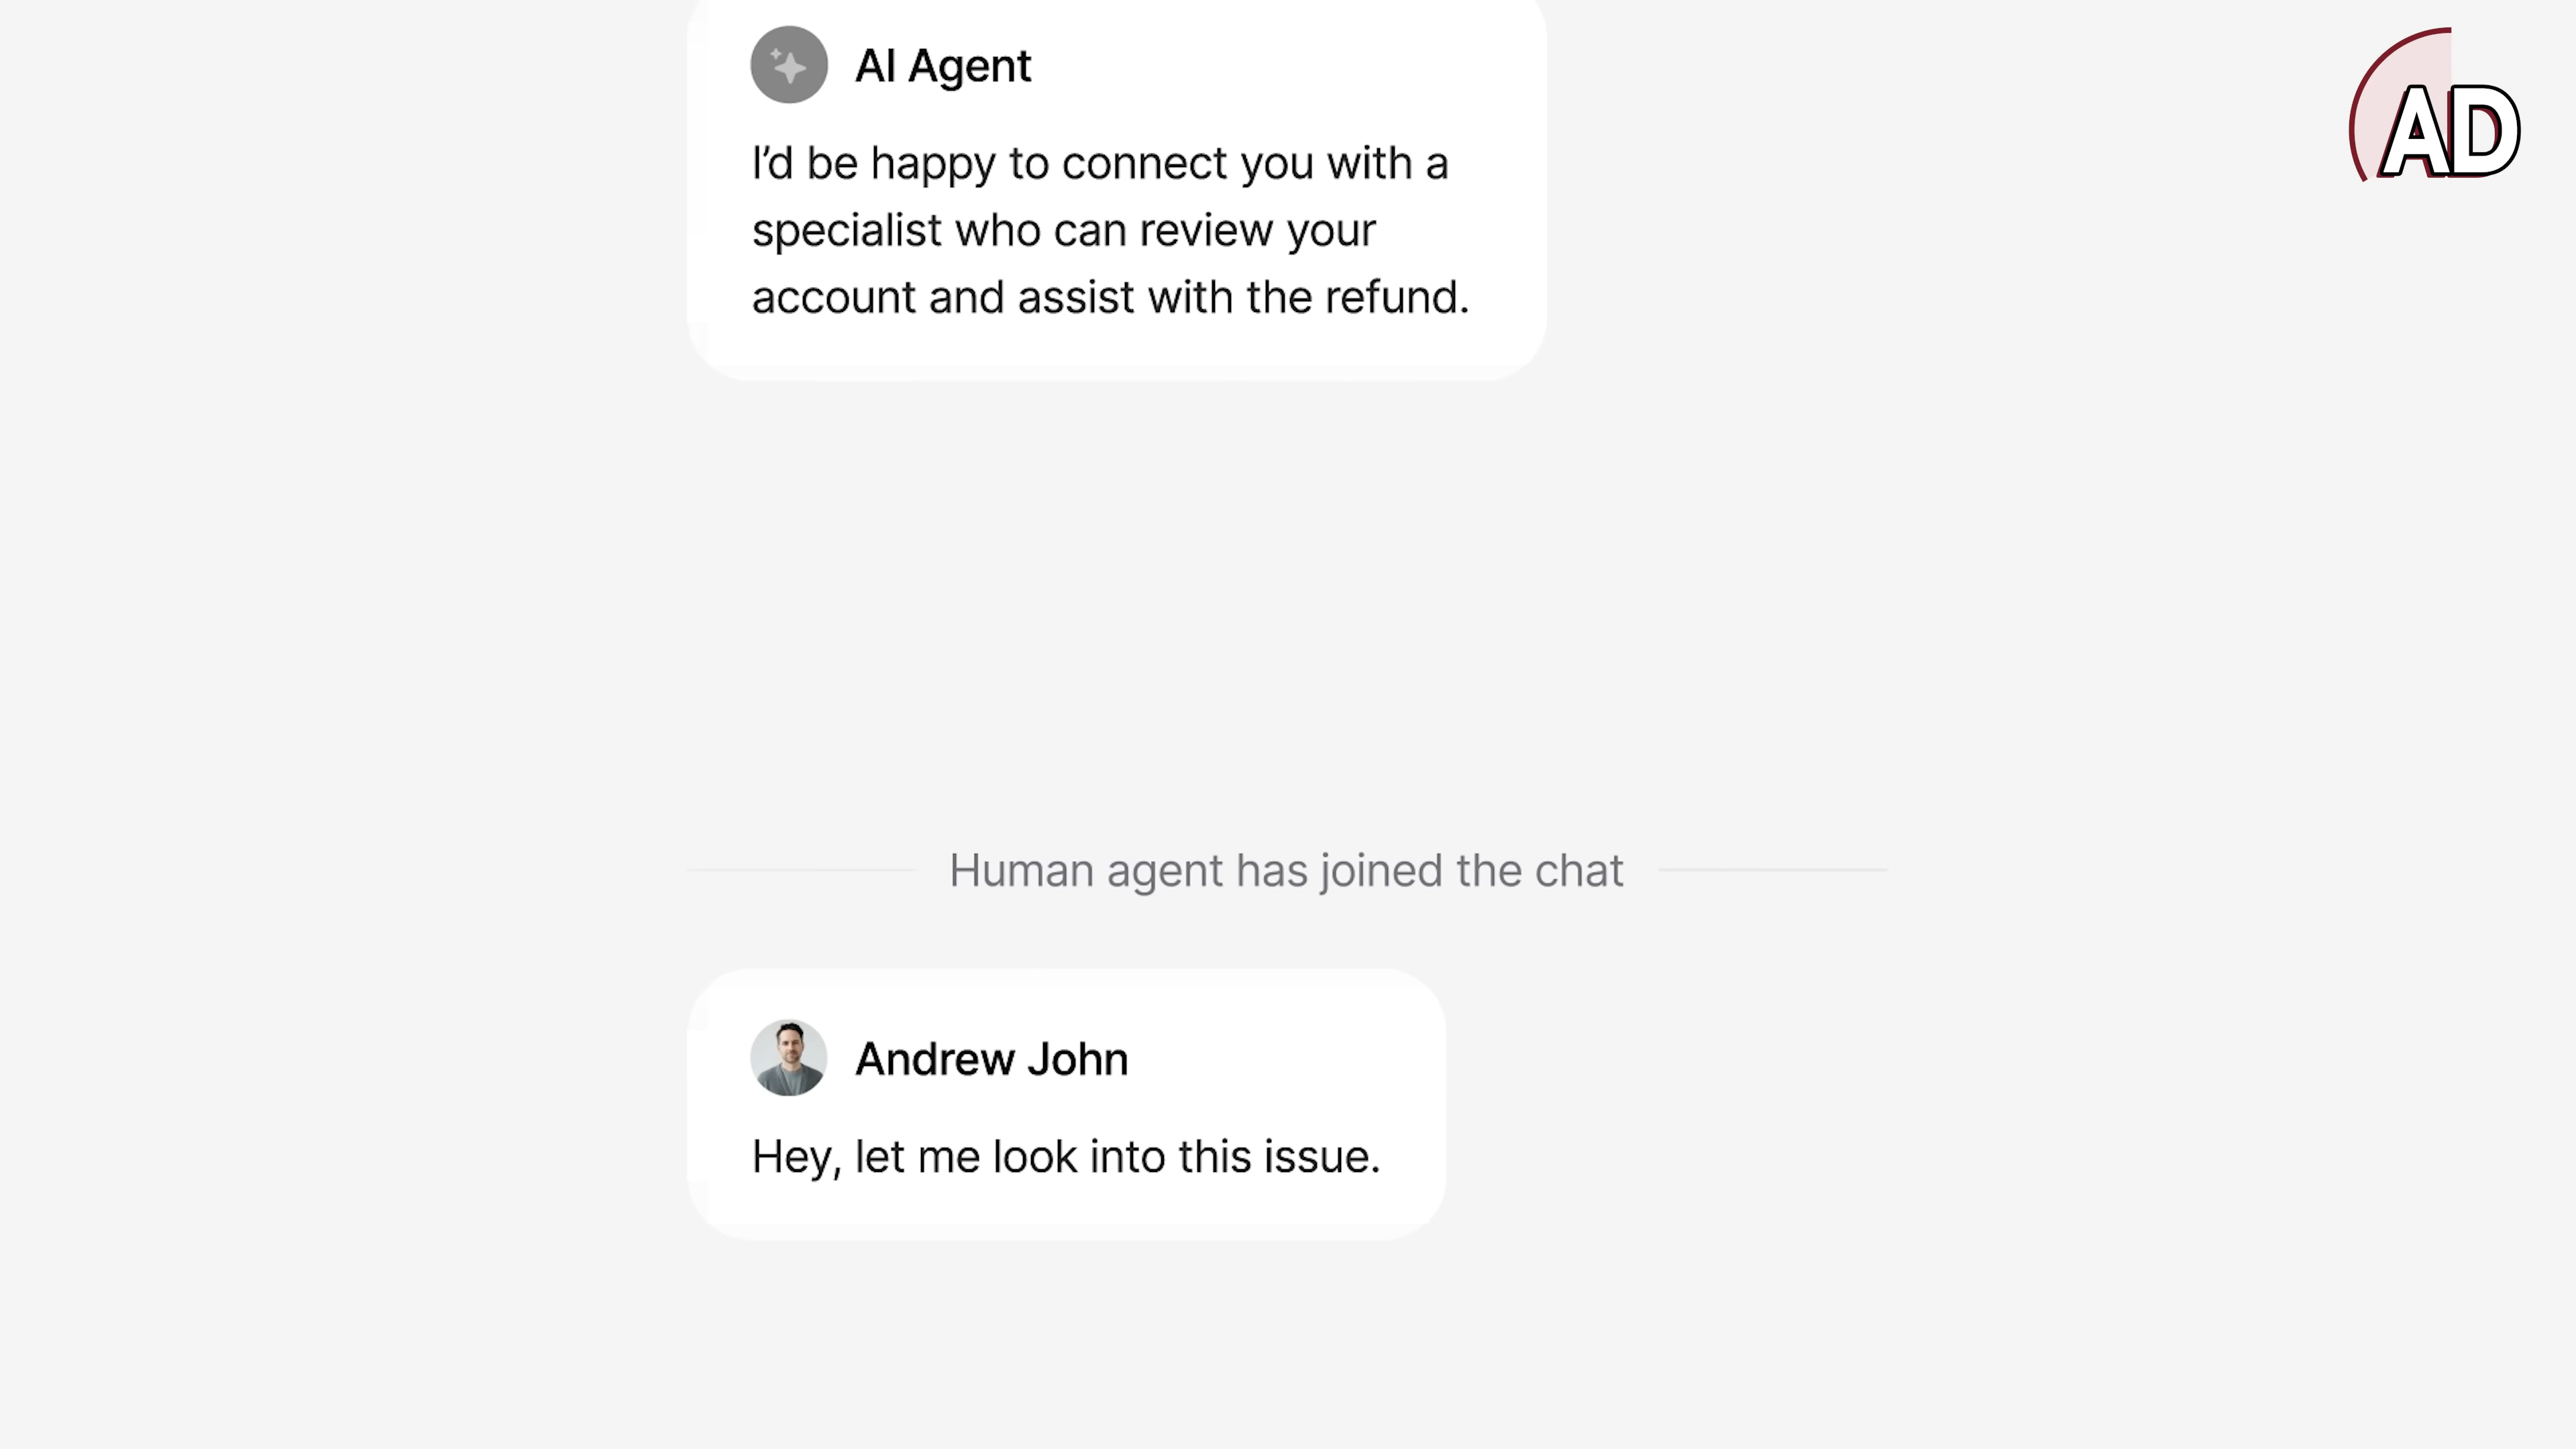 AI Agent
AD
I’d be happy to connect you with a
specialist who can review your
account and assist with the refund.
Human agent has joined the chat
Andrew John
Hey, let me look into this issue.